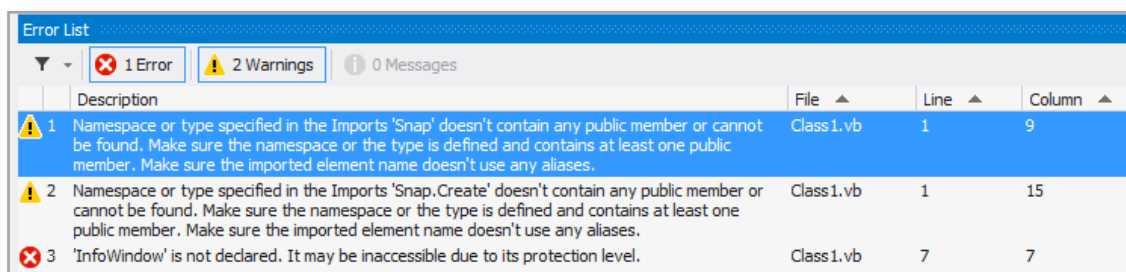 Error List
1 Error 2 Warnings 0 Messages
Description File Line Column
1 Namespace or type specified in the Imports 'Snap' doesn't contain any public member or cannot Class1.vb 1 9
be found. Make sure the namespace or the type is defined and contains at least one public
member. Make sure the imported element name doesn't use any aliases.
2 Namespace or type specified in the Imports 'Snap.Create' doesn't contain any public member or Class1.vb 1 15
cannot be found. Make sure the namespace or the type is defined and contains at least one
public member. Make sure the imported element name doesn't use any aliases.
3 'InfoWindow' is not declared. It may be inaccessible due to its protection level. Class1.vb 7 7